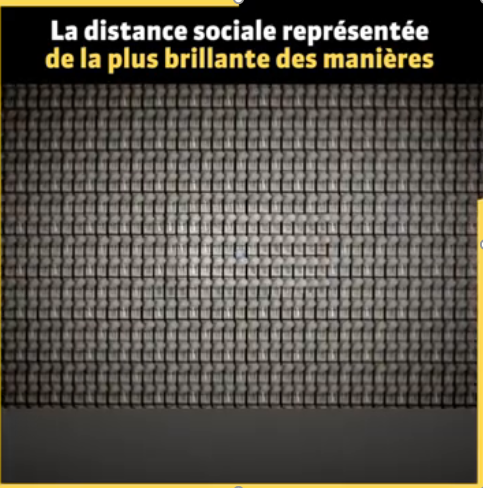 La distance sociale représentée
de la plus brillante des manières